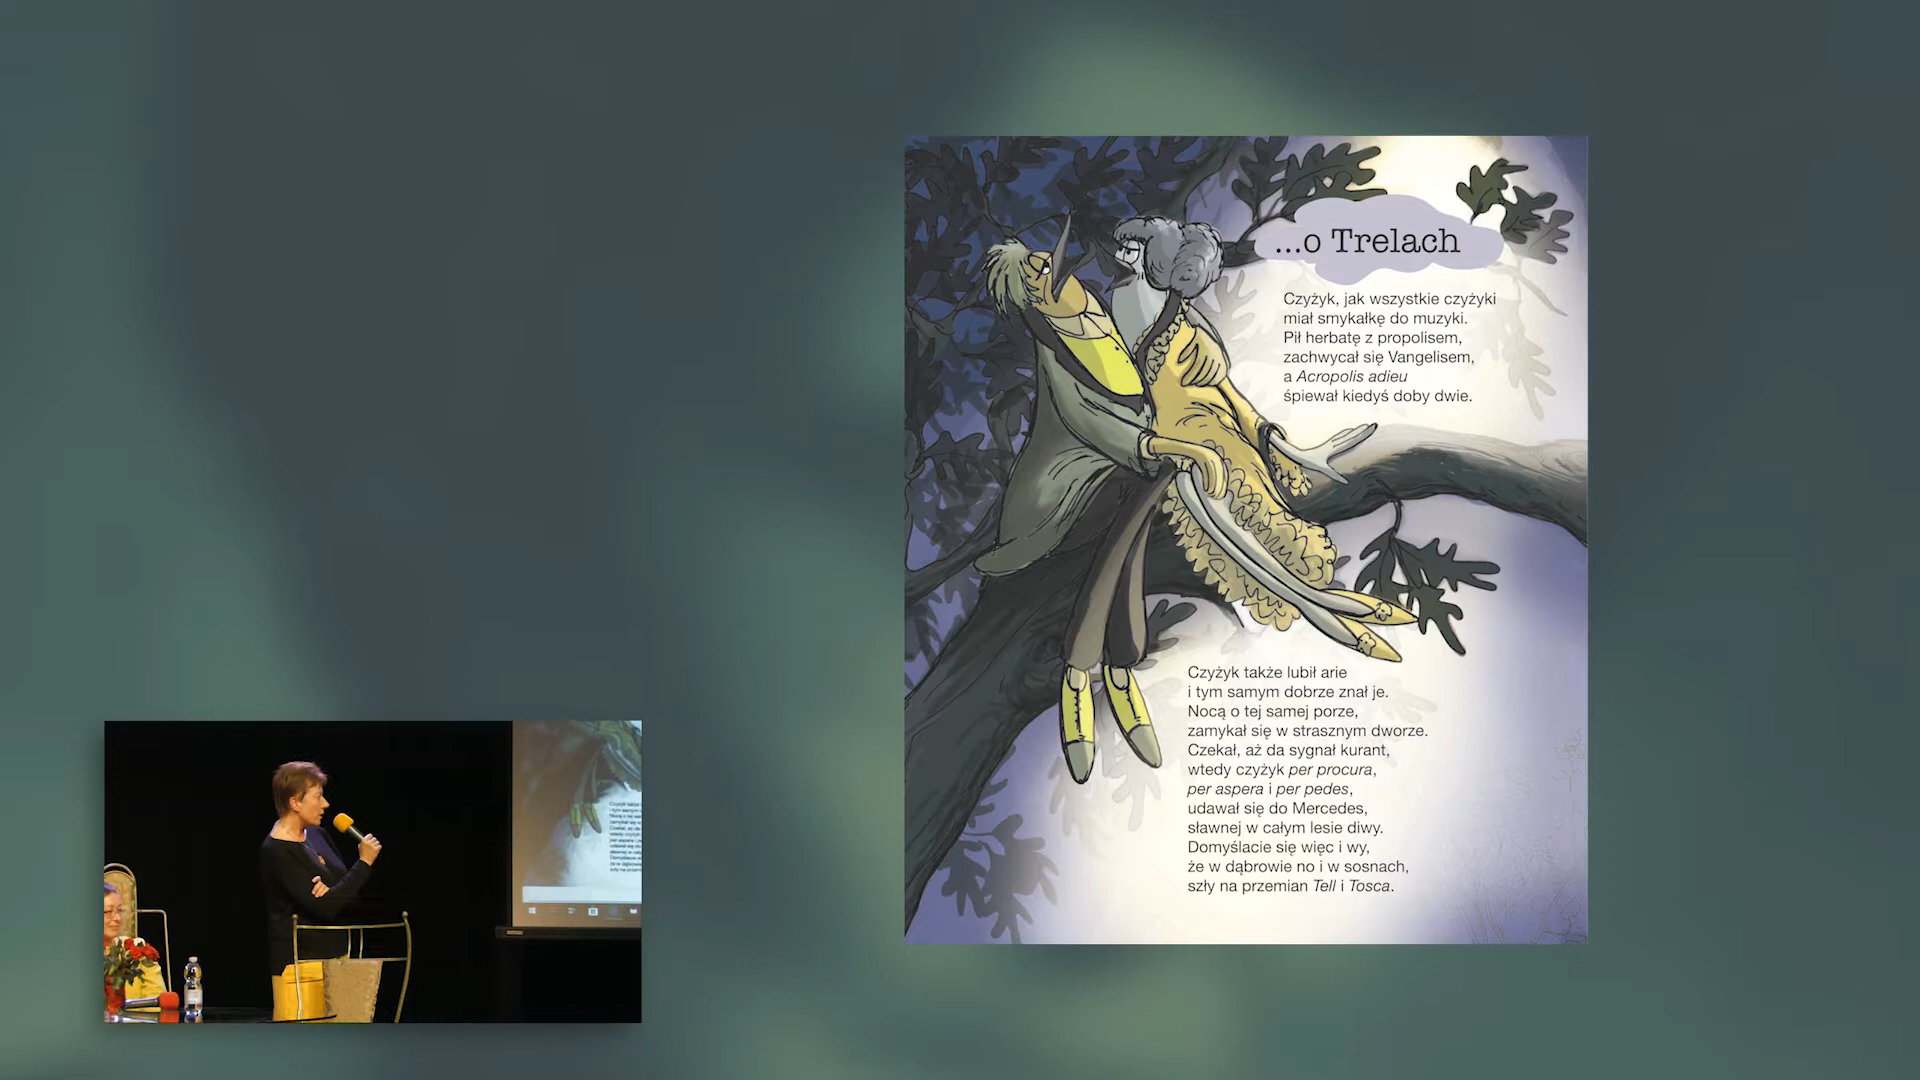 ...o Trelach
Czyżyk, jak wszystkie czyżyki
miał smykałkę do muzyki.
Pił herbatę z propolisem,
zachwycał się Vangelisem,
a Acropolis adieu
śpiewał kiedyś doby dwie.
Czyżyk także lubił arie
i tym samym dobrze znał je.
Nocą o tej samej porze,
zamykał się w strasznym dworze.
Czekał, aż da sygnał kurant,
wtedy czyżyk per procura,
per aspera i per pedes,
udawał się do Mercedes,
sławnej w całym lesie diwy.
Domyślacie się więc i wy,
że w dąbrowie no i w sosnach,
szły na przemian Tell i Tosca.